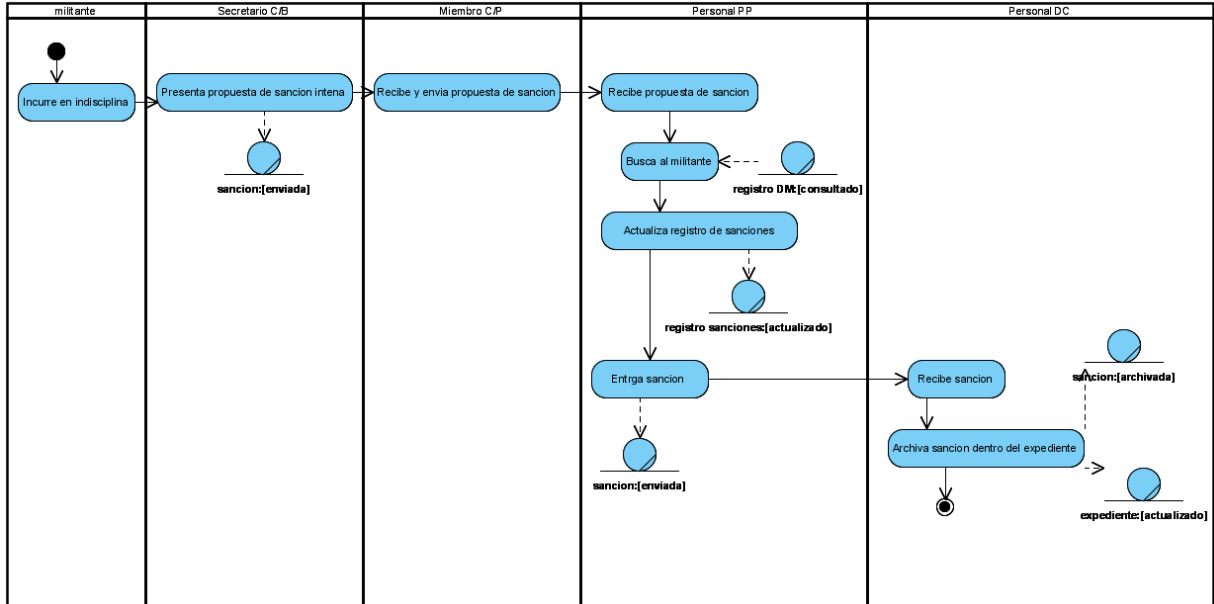 militante
Secretario C/B
Miembro C/P
Personal PP
Personal DC
Incurre en indisciplina
Presenta propuesta de sancion intena
Recibe y envia propuesta de sancion
Recibe propuesta de sancion
Busca al militante
sancion:[enviada]
registro DM:[consultado]
Actualiza registro de sanciones
registro sanciones:[actualizado]
Entrga sancion
Recibe sancion
sancion:[archivada]
Archiva sancion dentro del expediente
sancion:[enviada]
expediente:[actualizado]